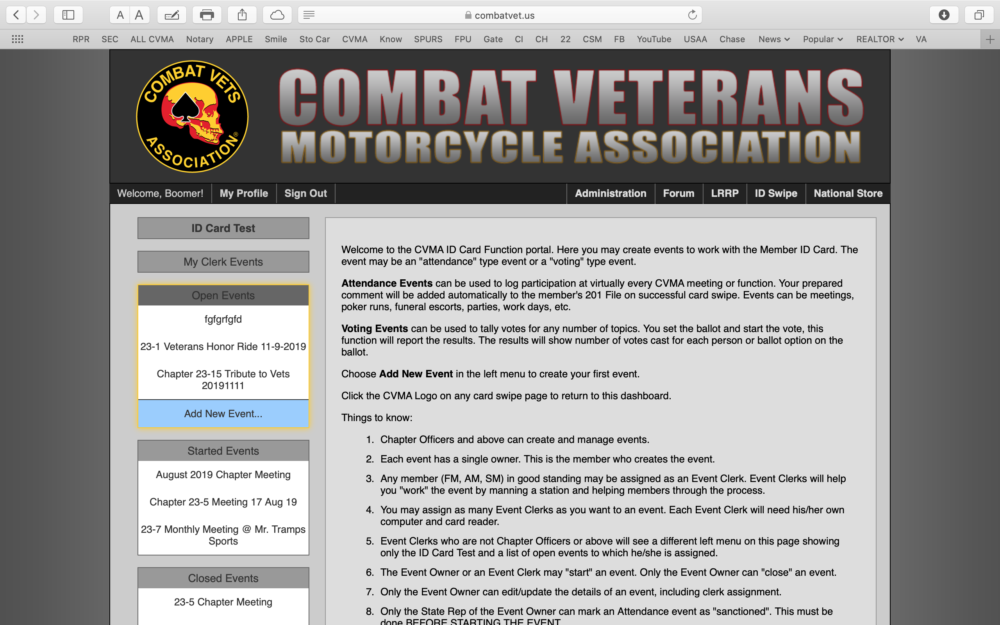 A A
combatvet.us
RPR SEC ALL CVMA Notary APPLE Smile Sto Car CVMA Know SPURS FPU Gate CI CH 22 CSM FB YouTube USAA Chase News Popular REALTOR VA
COMBAT VETS
ASSOCIATION®
COMBAT VETERANS
MOTORCYCLE ASSOCIATION
Welcome, Boomer! My Profile Sign Out Administration Forum LRRP ID Swipe National Store
ID Card Test
My Clerk Events
Open Events
fgfgrfgfd
23-1 Veterans Honor Ride 11-9-2019
Chapter 23-15 Tribute to Vets
20191111
Add New Event...
Started Events
August 2019 Chapter Meeting
Chapter 23-5 Meeting 17 Aug 19
23-7 Monthly Meeting @ Mr. Tramps
Sports
Closed Events
23-5 Chapter Meeting
Welcome to the CVMA ID Card Function portal. Here you may create events to work with the Member ID Card. The
event may be an "attendance" type event or a "voting" type event.
Attendance Events can be used to log participation at virtually every CVMA meeting or function. Your prepared
comment will be added automatically to the member's 201 File on successful card swipe. Events can be meetings,
poker runs, funeral escorts, parties, work days, etc.
Voting Events can be used to tally votes for any number of topics. You set the ballot and start the vote, this
function will report the results. The results will show number of votes cast for each person or ballot option on the
ballot.
Choose Add New Event in the left menu to create your first event.
Click the CVMA Logo on any card swipe page to return to this dashboard.
Things to know:
1. Chapter Officers and above can create and manage events.
2. Each event has a single owner. This is the member who creates the event.
3. Any member (FM, AM, SM) in good standing may be assigned as an Event Clerk. Event Clerks will help
you "work" the event by manning a station and helping members through the process.
4. You may assign as many Event Clerks as you want to an event. Each Event Clerk will need his/her own
computer and card reader.
5. Event Clerks who are not Chapter Officers or above will see a different left menu on this page showing
only the ID Card Test and a list of open events to which he/she is assigned.
6. The Event Owner or an Event Clerk may "start" an event. Only the Event Owner can "close" an event.
7. Only the Event Owner can edit/update the details of an event, including clerk assignment.
8. Only the State Rep of the Event Owner can mark an Attendance event as "sanctioned". This must be
done BEFORE STARTING THE EVENT